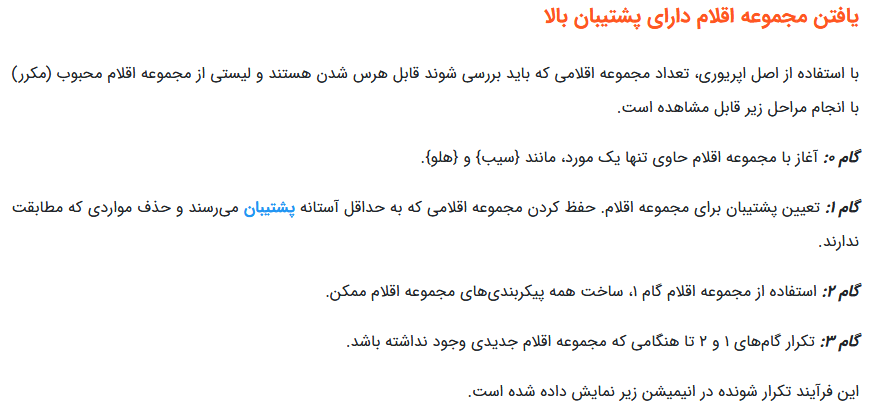 یافتن مجموعه اقلام دارای پشتیبان بالا
با استفاده از اصل اپریوری، تعداد مجموعه اقلامی که باید بررسی شوند قابل هرس شدن هستند و لیستی از مجموعه اقلام محبوب (مکرر)
با انجام مراحل زیر قابل مشاهده است.
گام ۰: آغاز با مجموعه اقلام حاوی تنها یک مورد، مانند {سیب} و {هلو}.
گام ۱: تعیین پشتیبان برای مجموعه اقلام. حفظ کردن مجموعه اقلامی که به حداقل آستانه پشتیبان می‌رسند و حذف مواردی که مطابقت
ندارند.
گام ۲: استفاده از مجموعه اقلام گام ۱، ساخت همه پیکربندی‌های مجموعه اقلام ممکن.
گام ۳: تکرار گام‌های ۱ و ۲ تا هنگامی که مجموعه اقلام جدیدی وجود نداشته باشد.
این فرآیند تکرار شونده در انیمیشن زیر نمایش داده شده است.